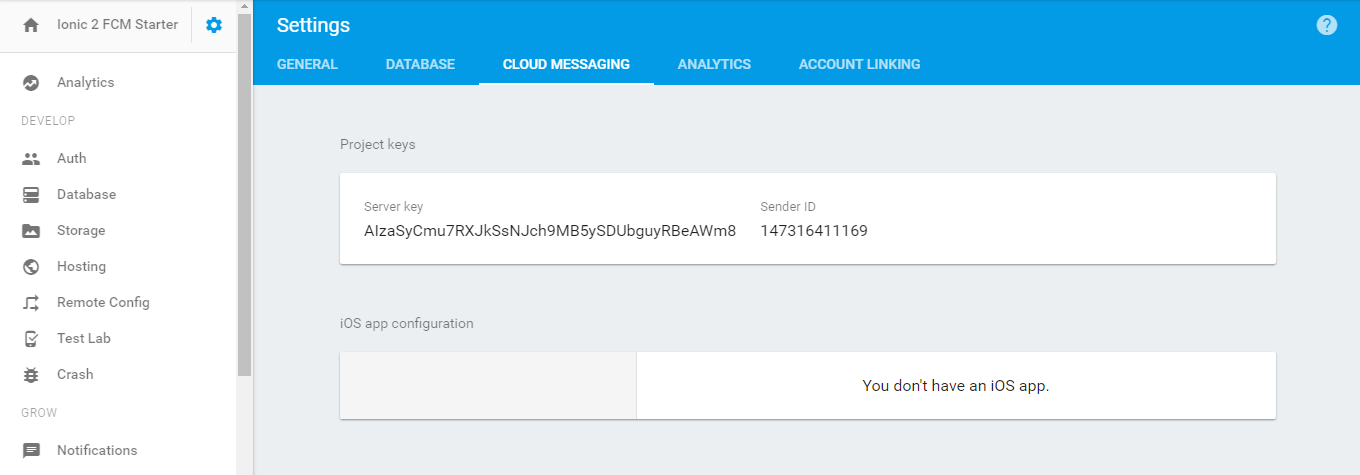 Ionic 2 FCM Starter
Analytics
DEVELOP
Auth
Database
Storage
Hosting
Remote Config
Test Lab
Crash
GROW
Notifications
Settings
GENERAL DATABASE CLOUD MESSAGING ANALYTICS ACCOUNT LINKING
Project keys
Server key Sender ID
AIzaSyCmu7RXJkSsNJch9MB5ySDUbguyRBeAWm8 147316411169
iOS app configuration
You don't have an iOS app.